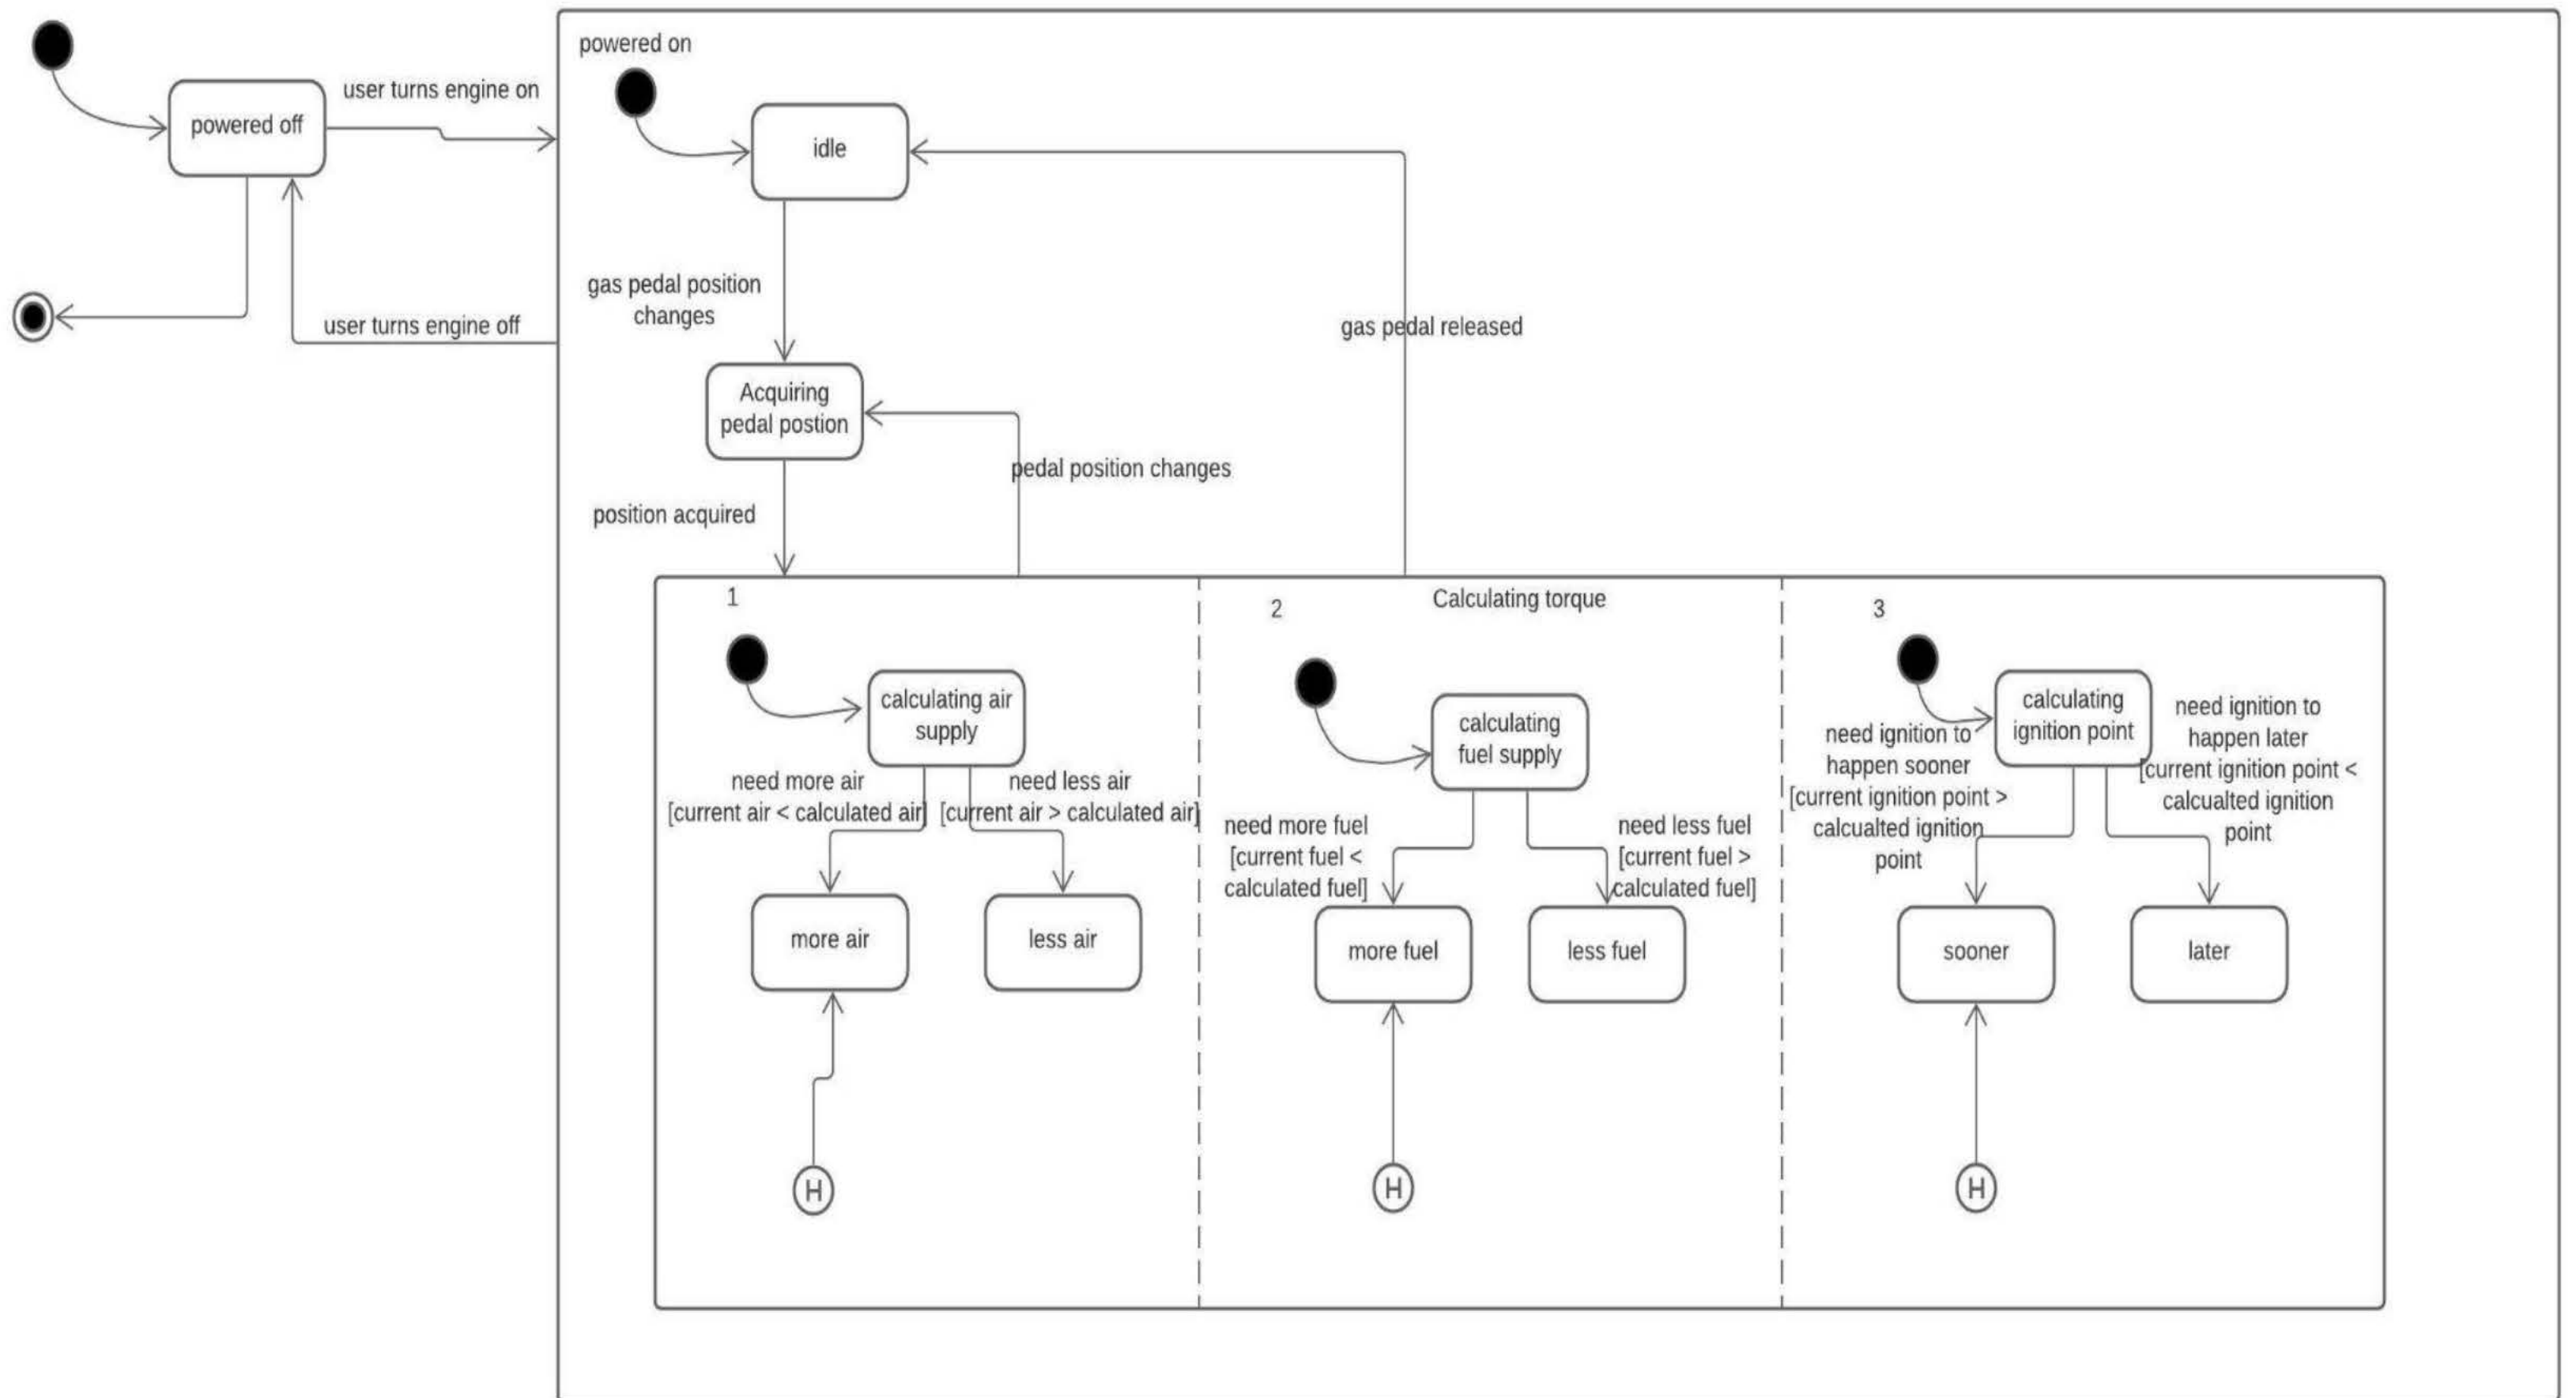 powered on
user turns engine on
powered off
idle
gas pedal position
changes
user turns engine off
gas pedal released
Acquiring
pedal postion
pedal position changes
position acquired
1
2
Calculating torque
3
calculating air
supply
need more air
[current air < calculated air]
need less air
[current air > calculated air]
more air
less air
H
calculating
fuel supply
need more fuel
[current fuel <
calculated fuel]
need less fuel
[current fuel >
calculated fuel]
more fuel
less fuel
H
calculating
ignition point
need ignition to
happen sooner
[current ignition point >
calcualted ignition
point
need ignition to
happen later
[current ignition point <
calcualted ignition
point
sooner
later
H